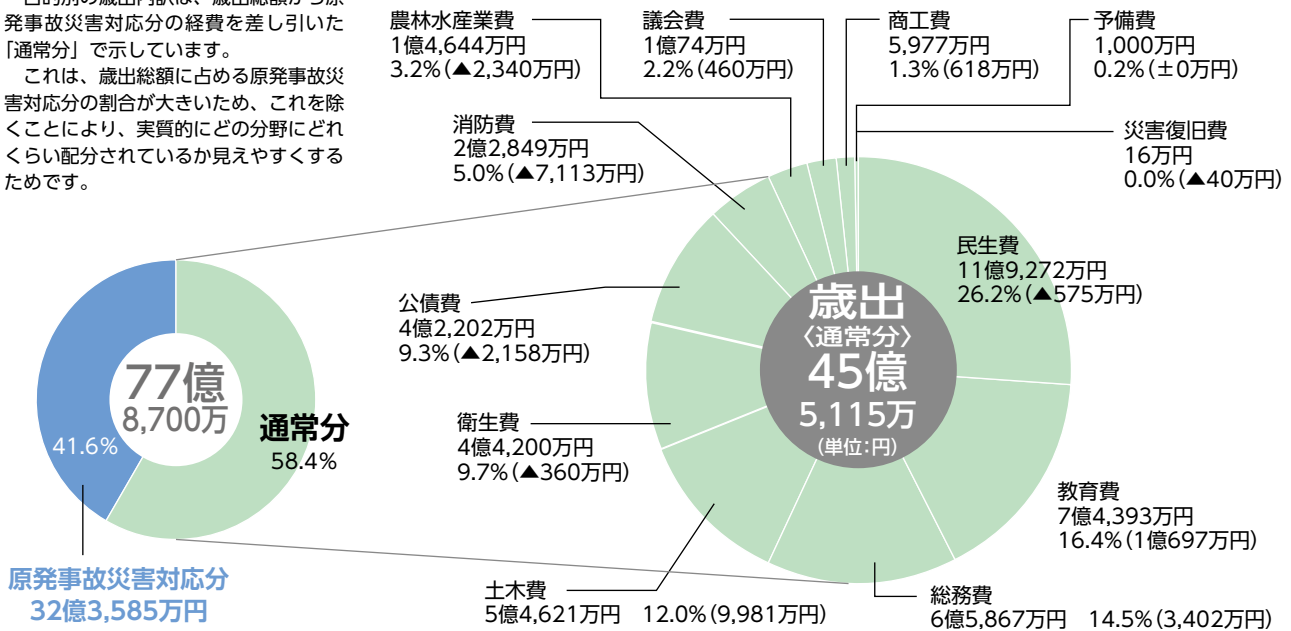 発事故災害対応分の経費を差し引いた
「通常分」で示しています。
これは、歳出総額に占める原発事故災
害対応分の割合が大きいため、これを除
くことにより、実質的にどの分野にどれ
くらい配分されているか見えやすくする
ためです。
農林水産業費
1億4,644万円
3.2%(▲2,340万円)
議会費
1億74万円
2.2%(460万円)
商工費
5,977万円
1.3%(618万円)
予備費
1,000万円
0.2%(±0万円)
消防費
2億2,849万円
5.0%(▲7,113万円)
災害復旧費
16万円
0.0%(▲40万円)
民生費
11億9,272万円
26.2%(▲575万円)
公債費
4億2,202万円
9.3%(▲2,158万円)
歳出
〈通常分〉
45億
5,115万
(単位:円)
77億
8,700万
41.6%
通常分
58.4%
衛生費
4億4,200万円
9.7%(▲360万円)
教育費
7億4,393万円
16.4%(1億697万円)
原発事故災害対応分
32億3,585万円
土木費
5億4,621万円 12.0%(9,981万円)
総務費
6億5,867万円 14.5%(3,402万円)